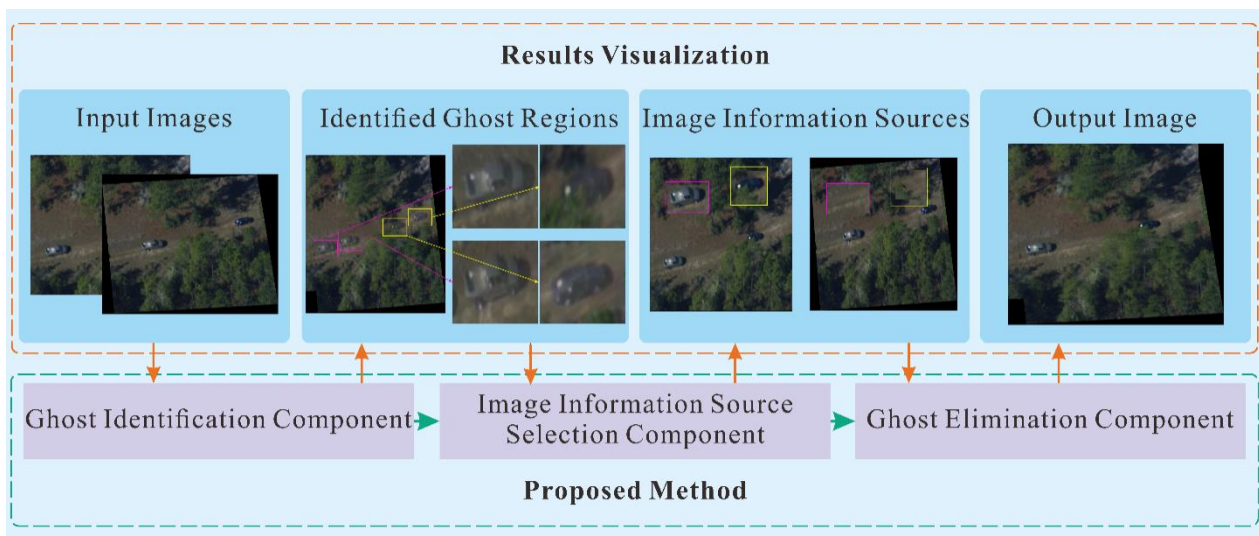 Results Visualization
Input Images
Identified Ghost Regions
Image Information Sources
Output Image
Ghost Identification Component
Image Information Source
Selection Component
Ghost Elimination Component
Proposed Method